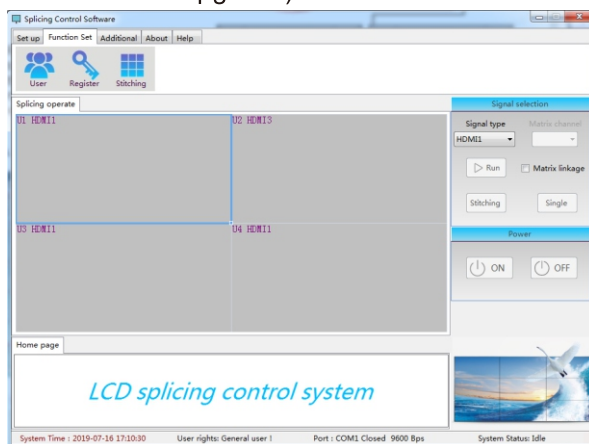 Splicing Control Software
Set up Function Set Additional About Help
User Register Stitching
Splicing operate
Signal selection
U1 HDMI1 U2 HDMI3
Signal type Matrix channel
HDMI1
Run Matrix linkage
Stitching Single
U3 HDMI1 U4 HDMI1
Power
ON OFF
Home page
LCD splicing control system
System Time : 2019-07-16 17:10:30 User rights: General user ! Port : COM1 Closed 9600 Bps System Status: Idle